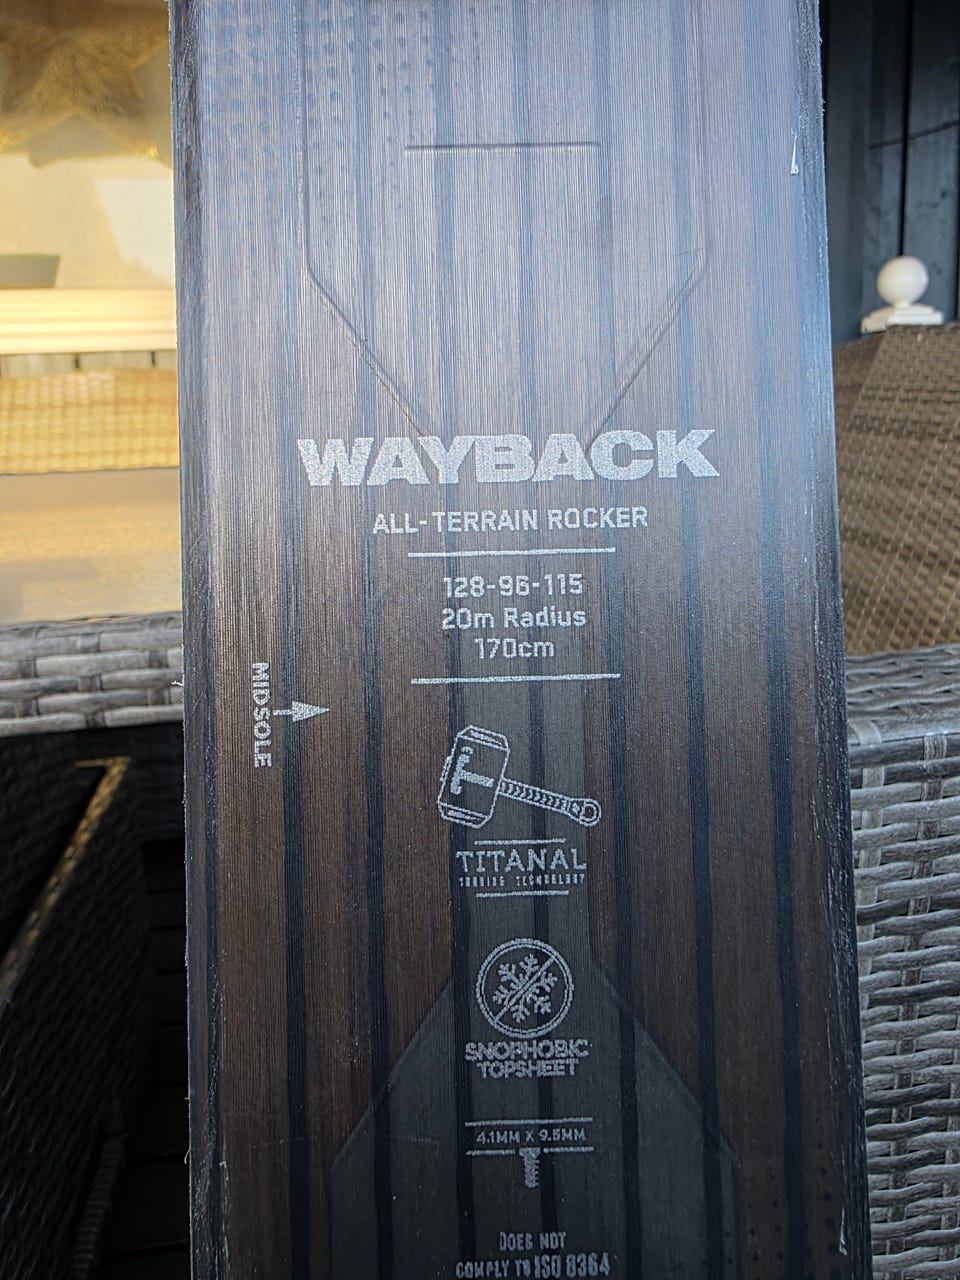 WAYBACK
ALL-TERRAIN ROCKER
128-96-115
20m Radius
170cm
MIDSOLE
T
TITANAL
TECHNOLOGY
SNOPHOBIC
TOPSHEET
4.1MM X 9.5MM
DOES NOT
COMPLY TO ISO 8364